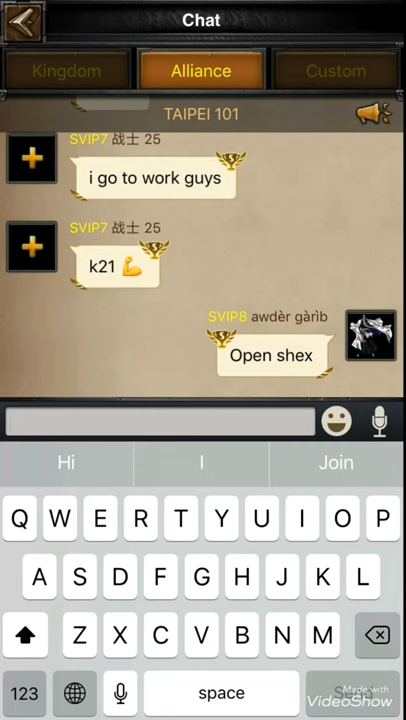 Chat
Kingdom
Alliance
Custom
TAIPEI 101
SVIP7 战士 25
i go to work guys
SVIP7 战士 25
k21 💪
SVIP8 awdèr gàrìb
Open shex
Hi
I
Join
Q W E R T Y U I O P
A S D F G H J K L
Z X C V B N M
123
space
Send
Made with
VideoShow